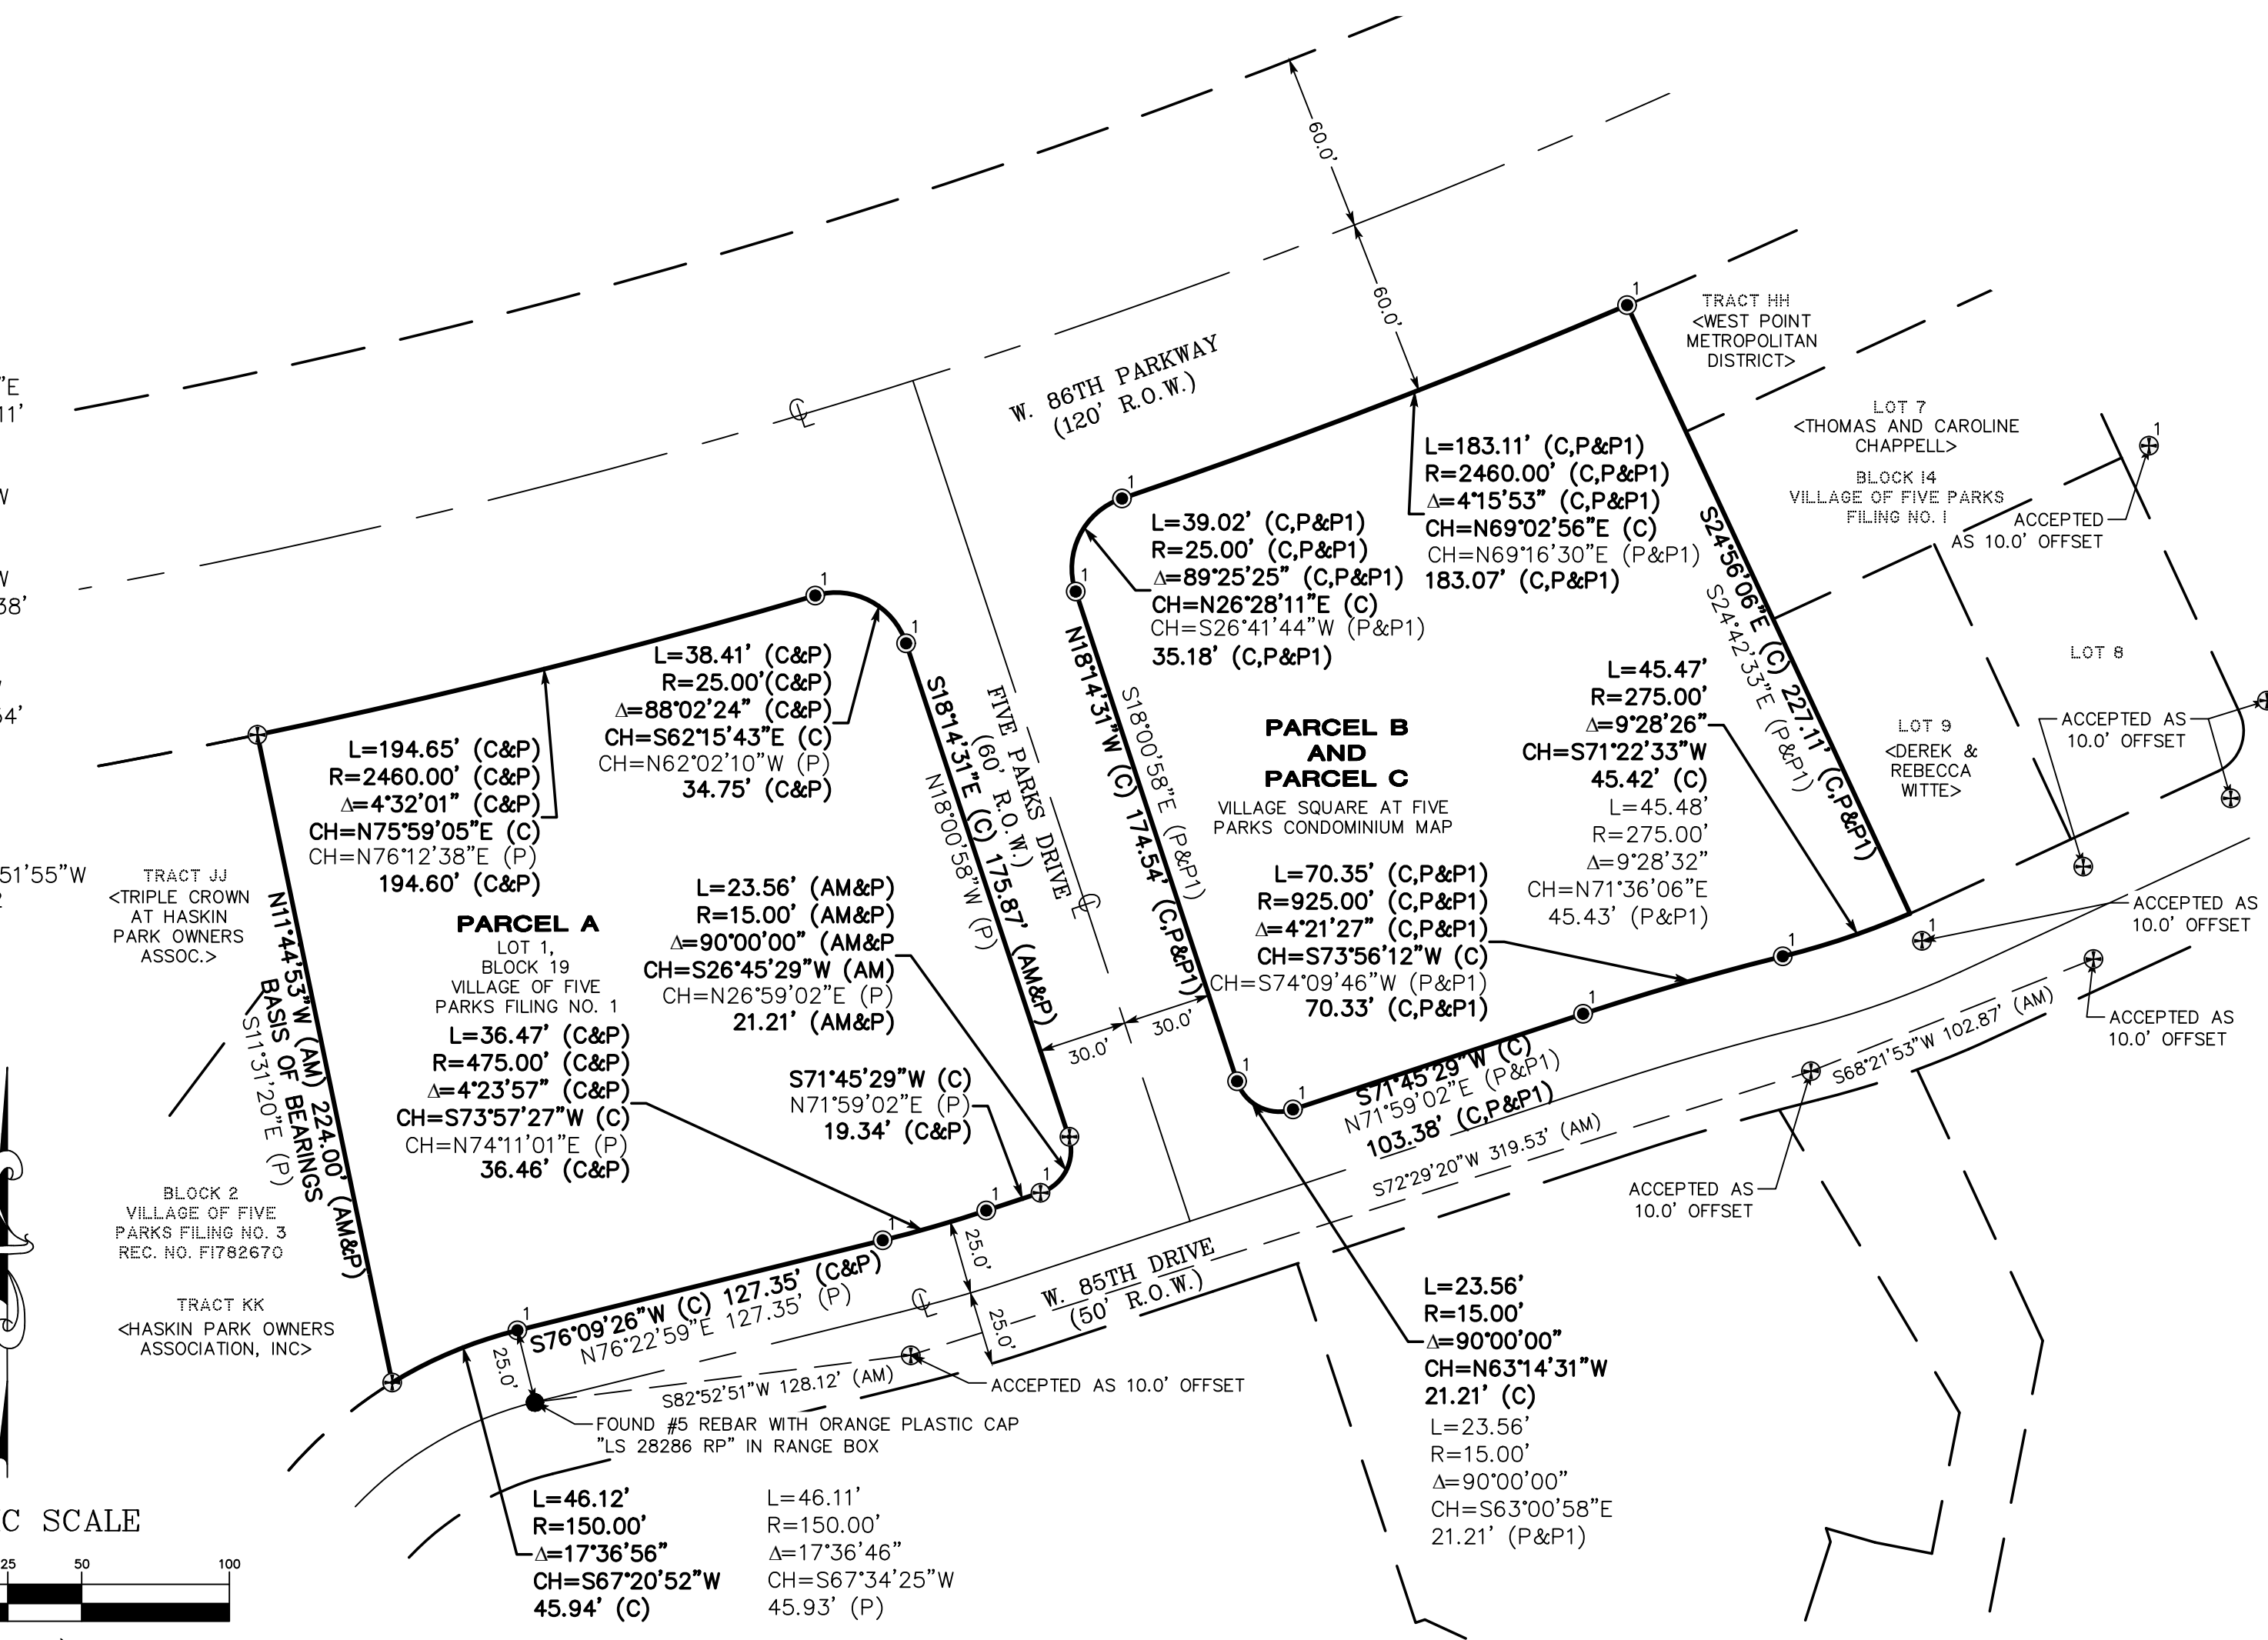 60.0'
60.0'
W. 86TH PARKWAY
(120' R.O.W.)
1
TRACT HH
<WEST POINT
METROPOLITAN
DISTRICT>
LOT 7
<THOMAS AND CAROLINE
CHAPPELL>
BLOCK 14
VILLAGE OF FIVE PARKS
FILING NO. 1
1
ACCEPTED
AS 10.0' OFFSET
"E
11'
W
W
38'
64'
51'55"W
L=183.11' (C,P&P1)
R=2460.00' (C,P&P1)
Δ=4°15'53" (C,P&P1)
CH=N69°02'56"E (C)
CH=N69°16'30"E (P&P1)
183.07' (C,P&P1)
1
L=39.02' (C,P&P1)
R=25.00' (C,P&P1)
Δ=89°25'25" (C,P&P1)
CH=N26°28'11"E (C)
CH=S26°41'44"W (P&P1)
35.18' (C,P&P1)
1
S24°56'06"E (C) 227.11' (C,P&P1)
S24°42'33"E (P&P1)
1
L=38.41' (C&P)
R=25.00'(C&P)
Δ=88°02'24" (C&P)
CH=S62°15'43"E (C)
CH=N62°02'10"W (P)
34.75' (C&P)
1
L=194.65' (C&P)
R=2460.00' (C&P)
Δ=4°32'01" (C&P)
CH=N75°59'05"E (C)
CH=N76°12'38"E (P)
194.60' (C&P)
S18°14'31"E (C) 175.87' (AM&P)
N18°00'58"W (P)
FIVE PARKS DRIVE
(60' R.O.W.)
N18°14'31"W (C) 174.54' (C,P&P1)
S18°00'58"E (P&P1)
PARCEL B
AND
PARCEL C
VILLAGE SQUARE AT FIVE
PARKS CONDOMINIUM MAP
L=45.47'
R=275.00'
Δ=9°28'26"
CH=S71°22'33"W
45.42' (C)
L=45.48'
R=275.00'
Δ=9°28'32"
CH=N71°36'06"E
45.43' (P&P1)
LOT 8
LOT 9
<DEREK &
REBECCA
WITTE>
ACCEPTED AS
10.0' OFFSET
ACCEPTED AS
10.0' OFFSET
ACCEPTED AS
10.0' OFFSET
TRACT JJ
<TRIPLE CROWN
AT HASKIN
PARK OWNERS
ASSOC.>
N11°44'53"W (AM) 224.00' (AM&P)
BASIS OF BEARINGS
S11°31'20"E (P)
PARCEL A
LOT 1,
BLOCK 19
VILLAGE OF FIVE
PARKS FILING NO. 1
L=36.47' (C&P)
R=475.00' (C&P)
Δ=4°23'57" (C&P)
CH=S73°57'27"W (C)
CH=N74°11'01"E (P)
36.46' (C&P)
L=23.56' (AM&P)
R=15.00' (AM&P)
Δ=90°00'00" (AM&P
CH=S26°45'29"W (AM)
CH=N26°59'02"E (P)
21.21' (AM&P)
S71°45'29"W (C)
N71°59'02"E (P)
19.34' (C&P)
30.0'
30.0'
L=70.35' (C,P&P1)
R=925.00' (C,P&P1)
Δ=4°21'27" (C,P&P1)
CH=S73°56'12"W (C)
CH=S74°09'46"W (P&P1)
70.33' (C,P&P1)
S71°45'29"W (C)
N71°59'02"E (P&P1)
103.38' (C,P&P1)
S72°29'20"W 319.53' (AM)
S68°21'53"W 102.87' (AM)
ACCEPTED AS
10.0' OFFSET
BLOCK 2
VILLAGE OF FIVE
PARKS FILING NO. 3
REC. NO. F1782670
TRACT KK
<HASKIN PARK OWNERS
ASSOCIATION, INC>
1
1
1
1
S76°09'26"W (C) 127.35' (C&P)
N76°22'59"E 127.35' (P)
25.0'
25.0'
25.0'
W. 85TH DRIVE
(50' R.O.W.)
S82°52'51"W 128.12' (AM)
ACCEPTED AS 10.0' OFFSET
FOUND #5 REBAR WITH ORANGE PLASTIC CAP
"LS 28286 RP" IN RANGE BOX
L=23.56'
R=15.00'
Δ=90°00'00"
CH=N63°14'31"W
21.21' (C)
L=23.56'
R=15.00'
Δ=90°00'00"
CH=S63°00'58"E
21.21' (P&P1)
L=46.12'
R=150.00'
Δ=17°36'56"
CH=S67°20'52"W
45.94' (C)
L=46.11'
R=150.00'
Δ=17°36'46"
CH=S67°34'25"W
45.93' (P)
C SCALE
25 50 100